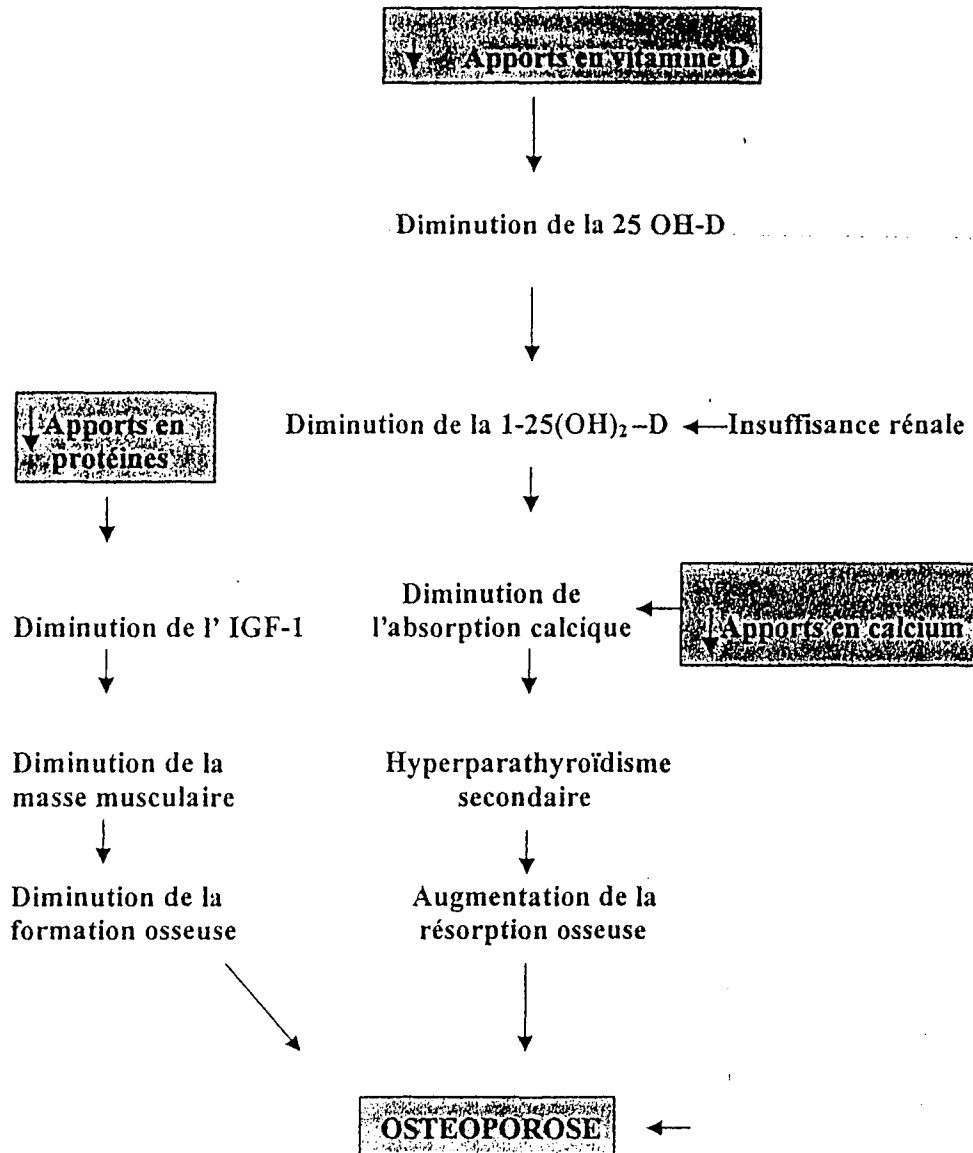 ↓ Apports en vitamine D
Diminution de la 25 OH-D
↓ Apports en
protéines
Diminution de la 1-25(OH)₂–D ← Insuffisance rénale
Diminution de l' IGF-1
Diminution de
l'absorption calcique
↓ Apports en calcium
Diminution de la
masse musculaire
Hyperparathyroïdisme
secondaire
Diminution de la
formation osseuse
Augmentation de la
résorption osseuse
OSTEOPOROSE